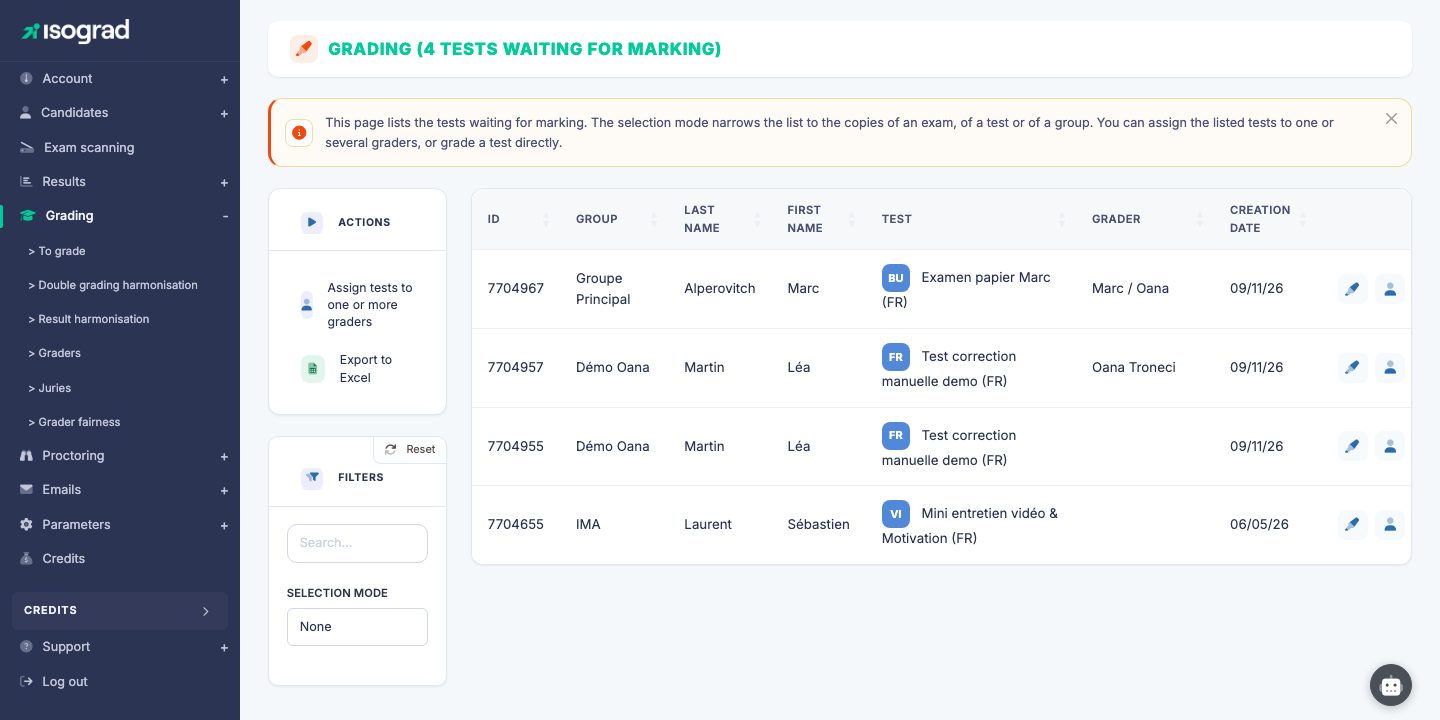 isograd
Account +
Candidates +
Exam scanning
Results +
Grading -
> To grade
> Double grading harmonisation
> Result harmonisation
> Graders
> Juries
> Grader fairness
Proctoring +
Emails +
Parameters +
Credits
CREDITS
Support +
Log out
GRADING (4 TESTS WAITING FOR MARKING)
This page lists the tests waiting for marking. The selection mode narrows the list to the copies of an exam, of a test or of a group. You can assign the listed tests to one or
several graders, or grade a test directly.
ACTIONS
Assign tests to
one or more
graders
Export to
Excel
Reset
FILTERS
Search...
SELECTION MODE
None
ID GROUP LAST NAME FIRST NAME TEST GRADER CREATION DATE
7704967 Groupe Principal Alperovitch Marc BU Examen papier Marc (FR) Marc / Oana 09/11/26
7704957 Démo Oana Martin Léa FR Test correction manuelle demo (FR) Oana Troneci 09/11/26
7704955 Démo Oana Martin Léa FR Test correction manuelle demo (FR) 09/11/26
7704655 IMA Laurent Sébastien VI Mini entretien vidéo & Motivation (FR) 06/05/26